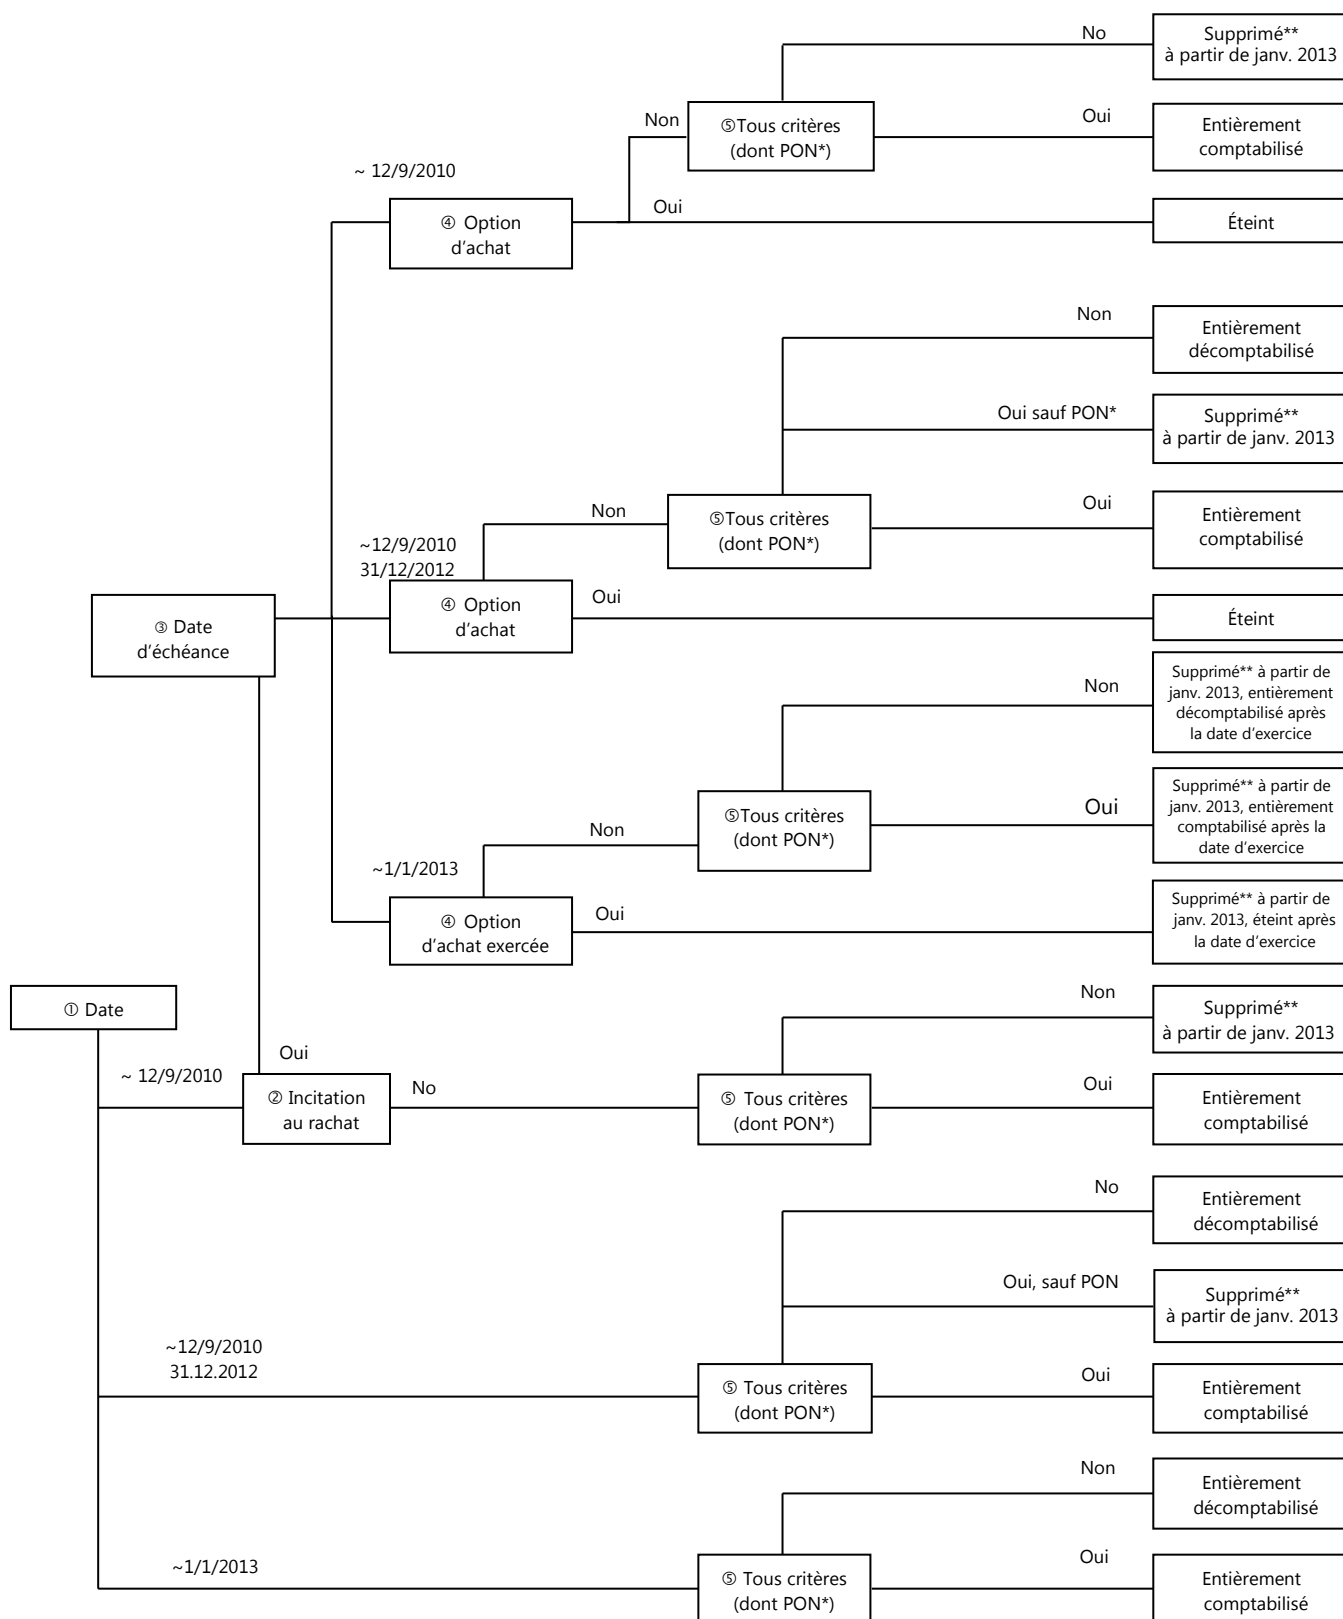 No
Supprimé**
à partir de janv. 2013
Non
⑤Tous critères
(dont PON*)
Oui
Entièrement
comptabilisé
~ 12/9/2010
④ Option
d'achat
Oui
Éteint
Non
Entièrement
décomptabilisé
Oui sauf PON*
Supprimé**
à partir de janv. 2013
Non
⑤Tous critères
(dont PON*)
Oui
Entièrement
comptabilisé
~12/9/2010
31/12/2012
④ Option
d'achat
Oui
Éteint
③ Date
d'échéance
Non
Supprimé** à partir de
janv. 2013, entièrement
décomptabilisé après
la date d'exercice
Non
⑤Tous critères
(dont PON*)
Oui
Supprimé** à partir de
janv. 2013, entièrement
comptabilisé après la
date d'exercice
~1/1/2013
④ Option
d'achat exercée
Oui
Supprimé** à partir de
janv. 2013, éteint après
la date d'exercice
① Date
Non
Supprimé**
à partir de janv. 2013
~ 12/9/2010
Oui
② Incitation
au rachat
No
⑤ Tous critères
(dont PON*)
Oui
Entièrement
comptabilisé
No
Entièrement
décomptabilisé
Oui, sauf PON
Supprimé**
à partir de janv. 2013
~12/9/2010
31.12.2012
⑤ Tous critères
(dont PON*)
Oui
Entièrement
comptabilisé
Non
Entièrement
décomptabilisé
~1/1/2013
⑤ Tous critères
(dont PON*)
Oui
Entièrement
comptabilisé